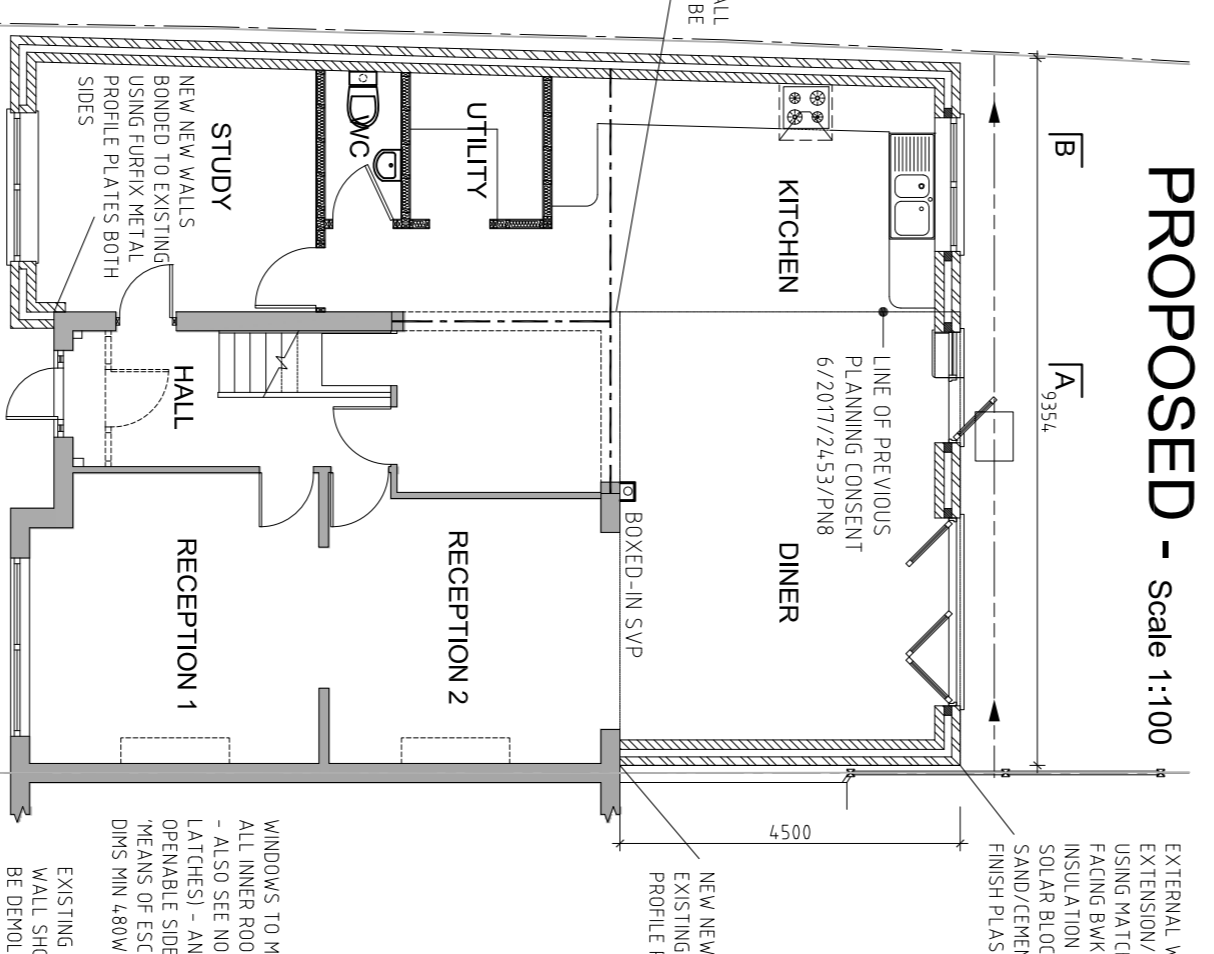 PROPOSED - Scale 1:100
B
A
9354
ALL
BE
KITCHEN
UTILITY
WC
STUDY
NEW NEW WALLS
BONDED TO EXISTING
USING FURFIX METAL
PROFILE PLATES BOTH
SIDES
LINE OF PREVIOUS
PLANNING CONSENT
6/2017/2453/PN8
HALL
DINER
BOXED-IN SVP
RECEPTION 2
RECEPTION 1
4500
EXTERNAL W
EXTENSION/
USING MATC
FACING BWK
INSULATION
SOLAR BLOC
SAND/CEMEN
FINISH PLAS
NEW NEW
EXISTING
PROFILE P
WINDOWS TO M
ALL INNER ROO
- ALSO SEE NO
LATCHES) - AN
OPENABLE SIDE
'MEANS OF ESC
DIMS MIN 480W
EXISTING
WALL SHO
BE DEMOL